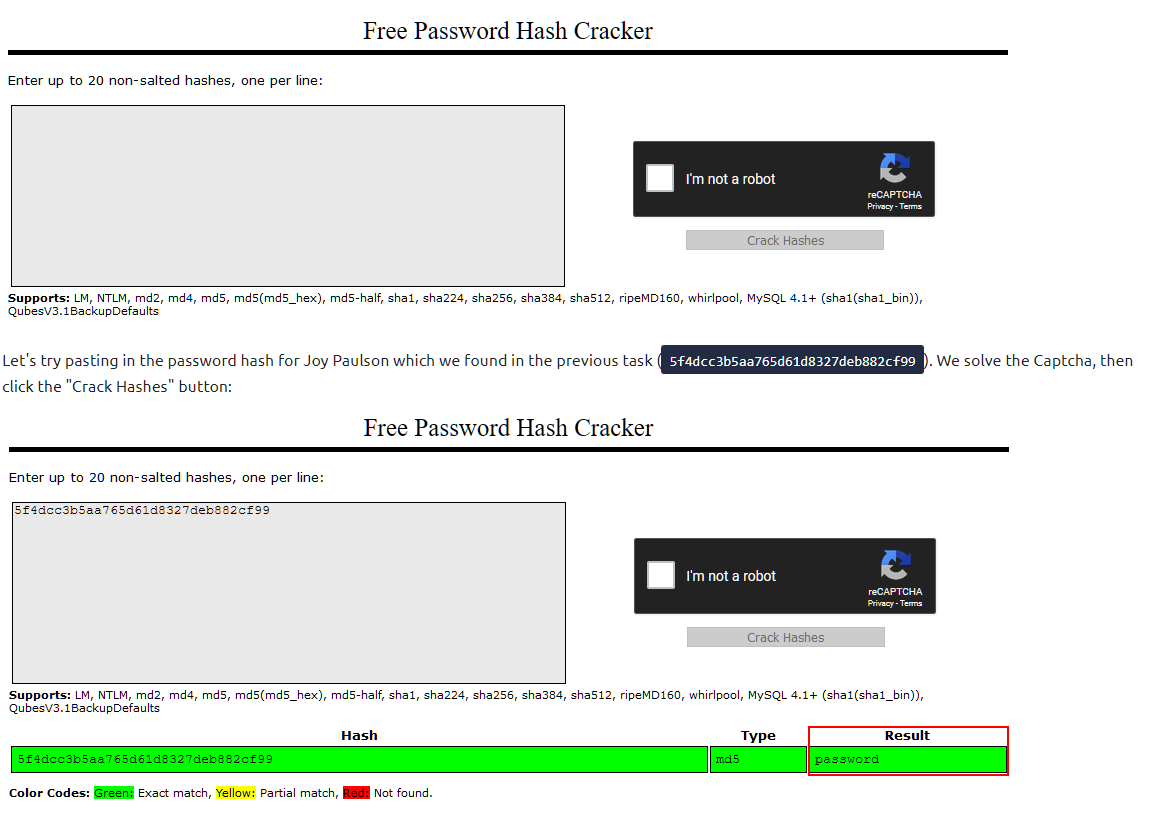 Free Password Hash Cracker
Enter up to 20 non-salted hashes, one per line:
I'm not a robot
reCAPTCHA
Privacy - Terms
Crack Hashes
Supports: LM, NTLM, md2, md4, md5, md5(md5_hex), md5-half, sha1, sha224, sha256, sha384, sha512, ripeMD160, whirlpool, MySQL 4.1+ (sha1(sha1_bin)),
QubesV3.1BackupDefaults
Let's try pasting in the password hash for Joy Paulson which we found in the previous task ( 5f4dcc3b5aa765d61d8327deb882cf99 ). We solve the Captcha, then
click the "Crack Hashes" button:
Free Password Hash Cracker
Enter up to 20 non-salted hashes, one per line:
5f4dcc3b5aa765d61d8327deb882cf99
I'm not a robot
reCAPTCHA
Privacy - Terms
Crack Hashes
Supports: LM, NTLM, md2, md4, md5, md5(md5_hex), md5-half, sha1, sha224, sha256, sha384, sha512, ripeMD160, whirlpool, MySQL 4.1+ (sha1(sha1_bin)),
QubesV3.1BackupDefaults
Hash Type Result
5f4dcc3b5aa765d61d8327deb882cf99 md5 password
Color Codes: Green: Exact match, Yellow: Partial match, Red: Not found.